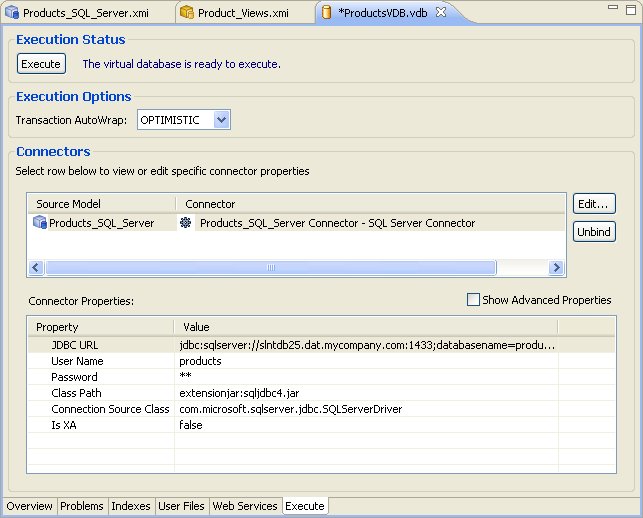 Products_SQL_Server.xmi Product_Views.xmi *ProductsVDB.vdb
Execution Status
Execute The virtual database is ready to execute.
Execution Options
Transaction AutoWrap: OPTIMISTIC
Connectors
Select row below to view or edit specific connector properties
Source Model Connector
Products_SQL_Server Products_SQL_Server Connector - SQL Server Connector
Edit...
Unbind
Connector Properties: Show Advanced Properties
Property Value
JDBC URL jdbc:sqlserver://slntdb25.dat.mycompany.com:1433;databasename=produ...
User Name products
Password **
Class Path extensionjar:sqljdbc4.jar
Connection Source Class com.microsoft.sqlserver.jdbc.SQLServerDriver
Is XA false
Overview Problems Indexes User Files Web Services Execute